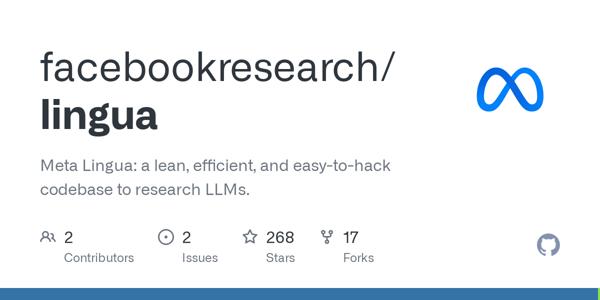 facebookresearch/
lingua
Meta Lingua: a lean, efficient, and easy-to-hack
codebase to research LLMs.
2 2 268 17
Contributors Issues Stars Forks